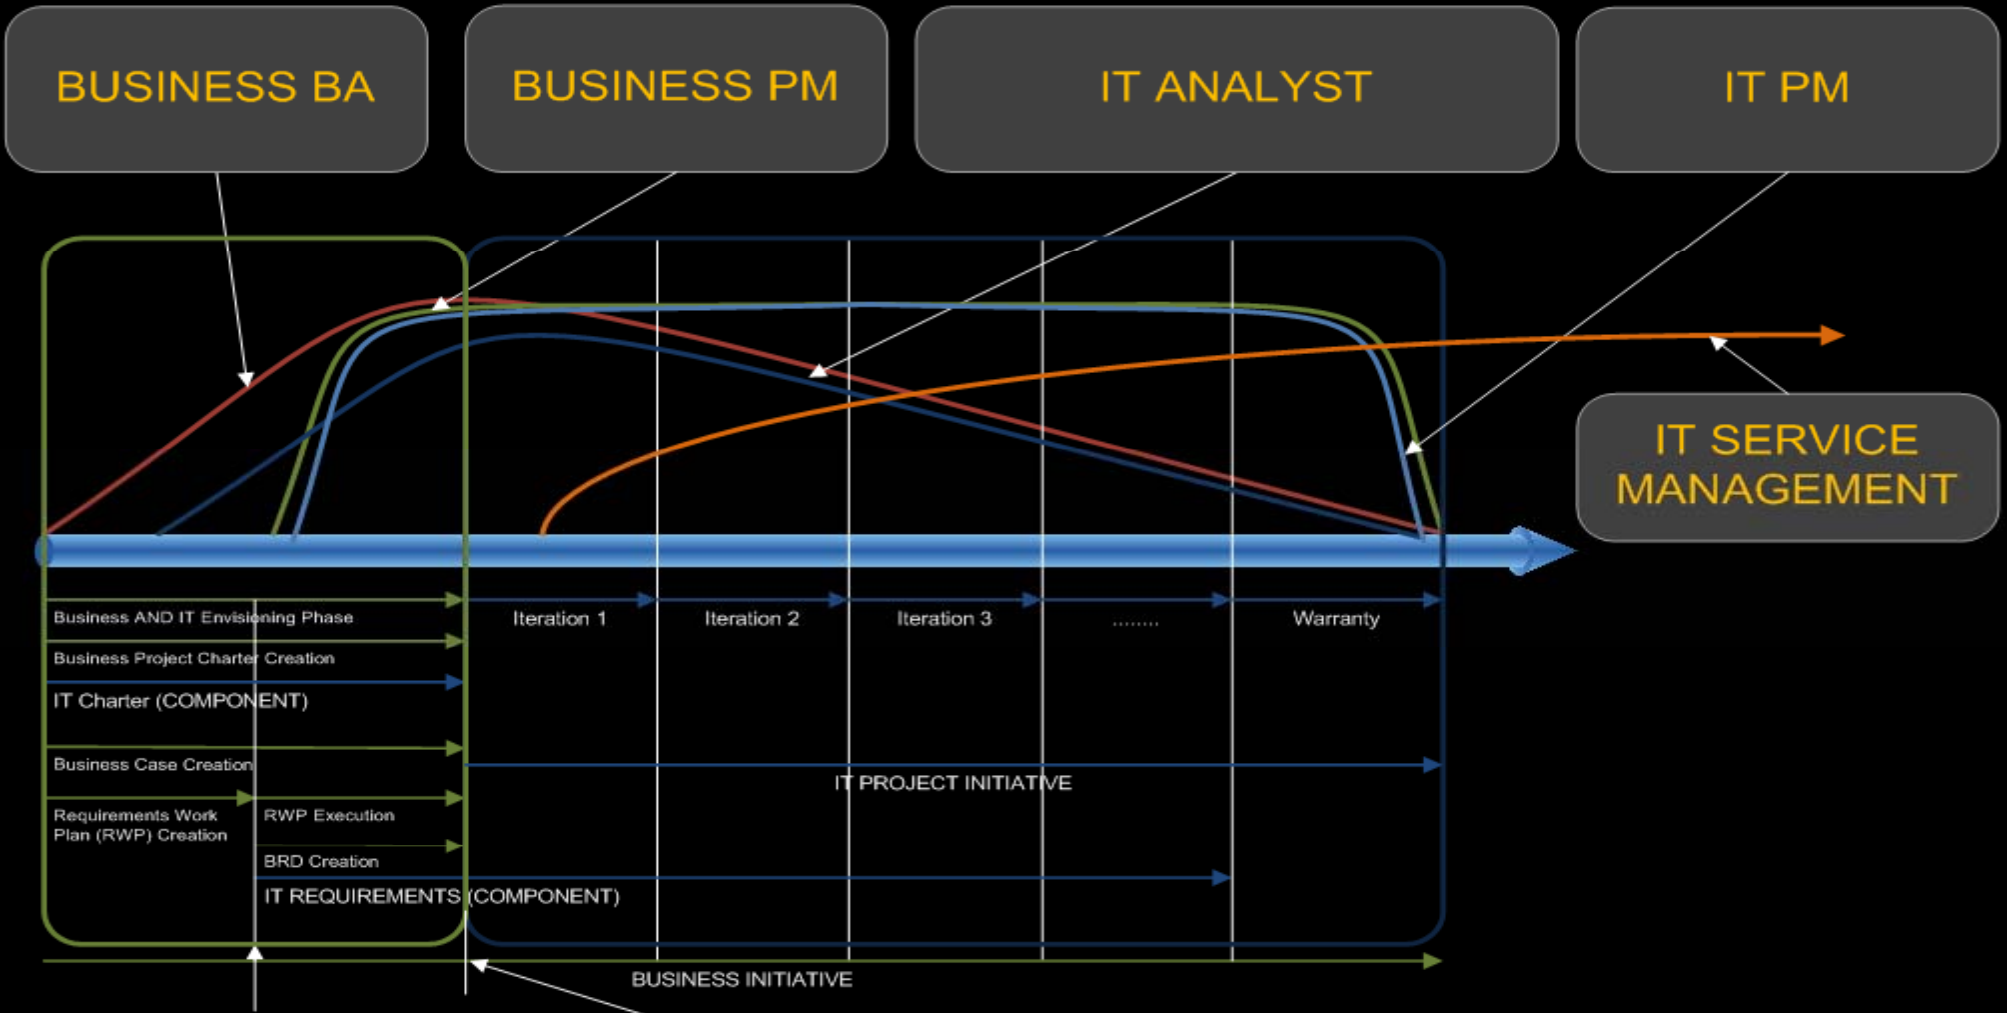 BUSINESS BA
BUSINESS PM
IT ANALYST
IT PM
IT SERVICE
MANAGEMENT
Business AND IT Envisioning Phase
Iteration 1
Iteration 2
Iteration 3
........
Warranty
Business Project Charter Creation
IT Charter (COMPONENT)
Business Case Creation
IT PROJECT INITIATIVE
Requirements Work
Plan (RWP) Creation
RWP Execution
BRD Creation
IT REQUIREMENTS (COMPONENT)
BUSINESS INITIATIVE